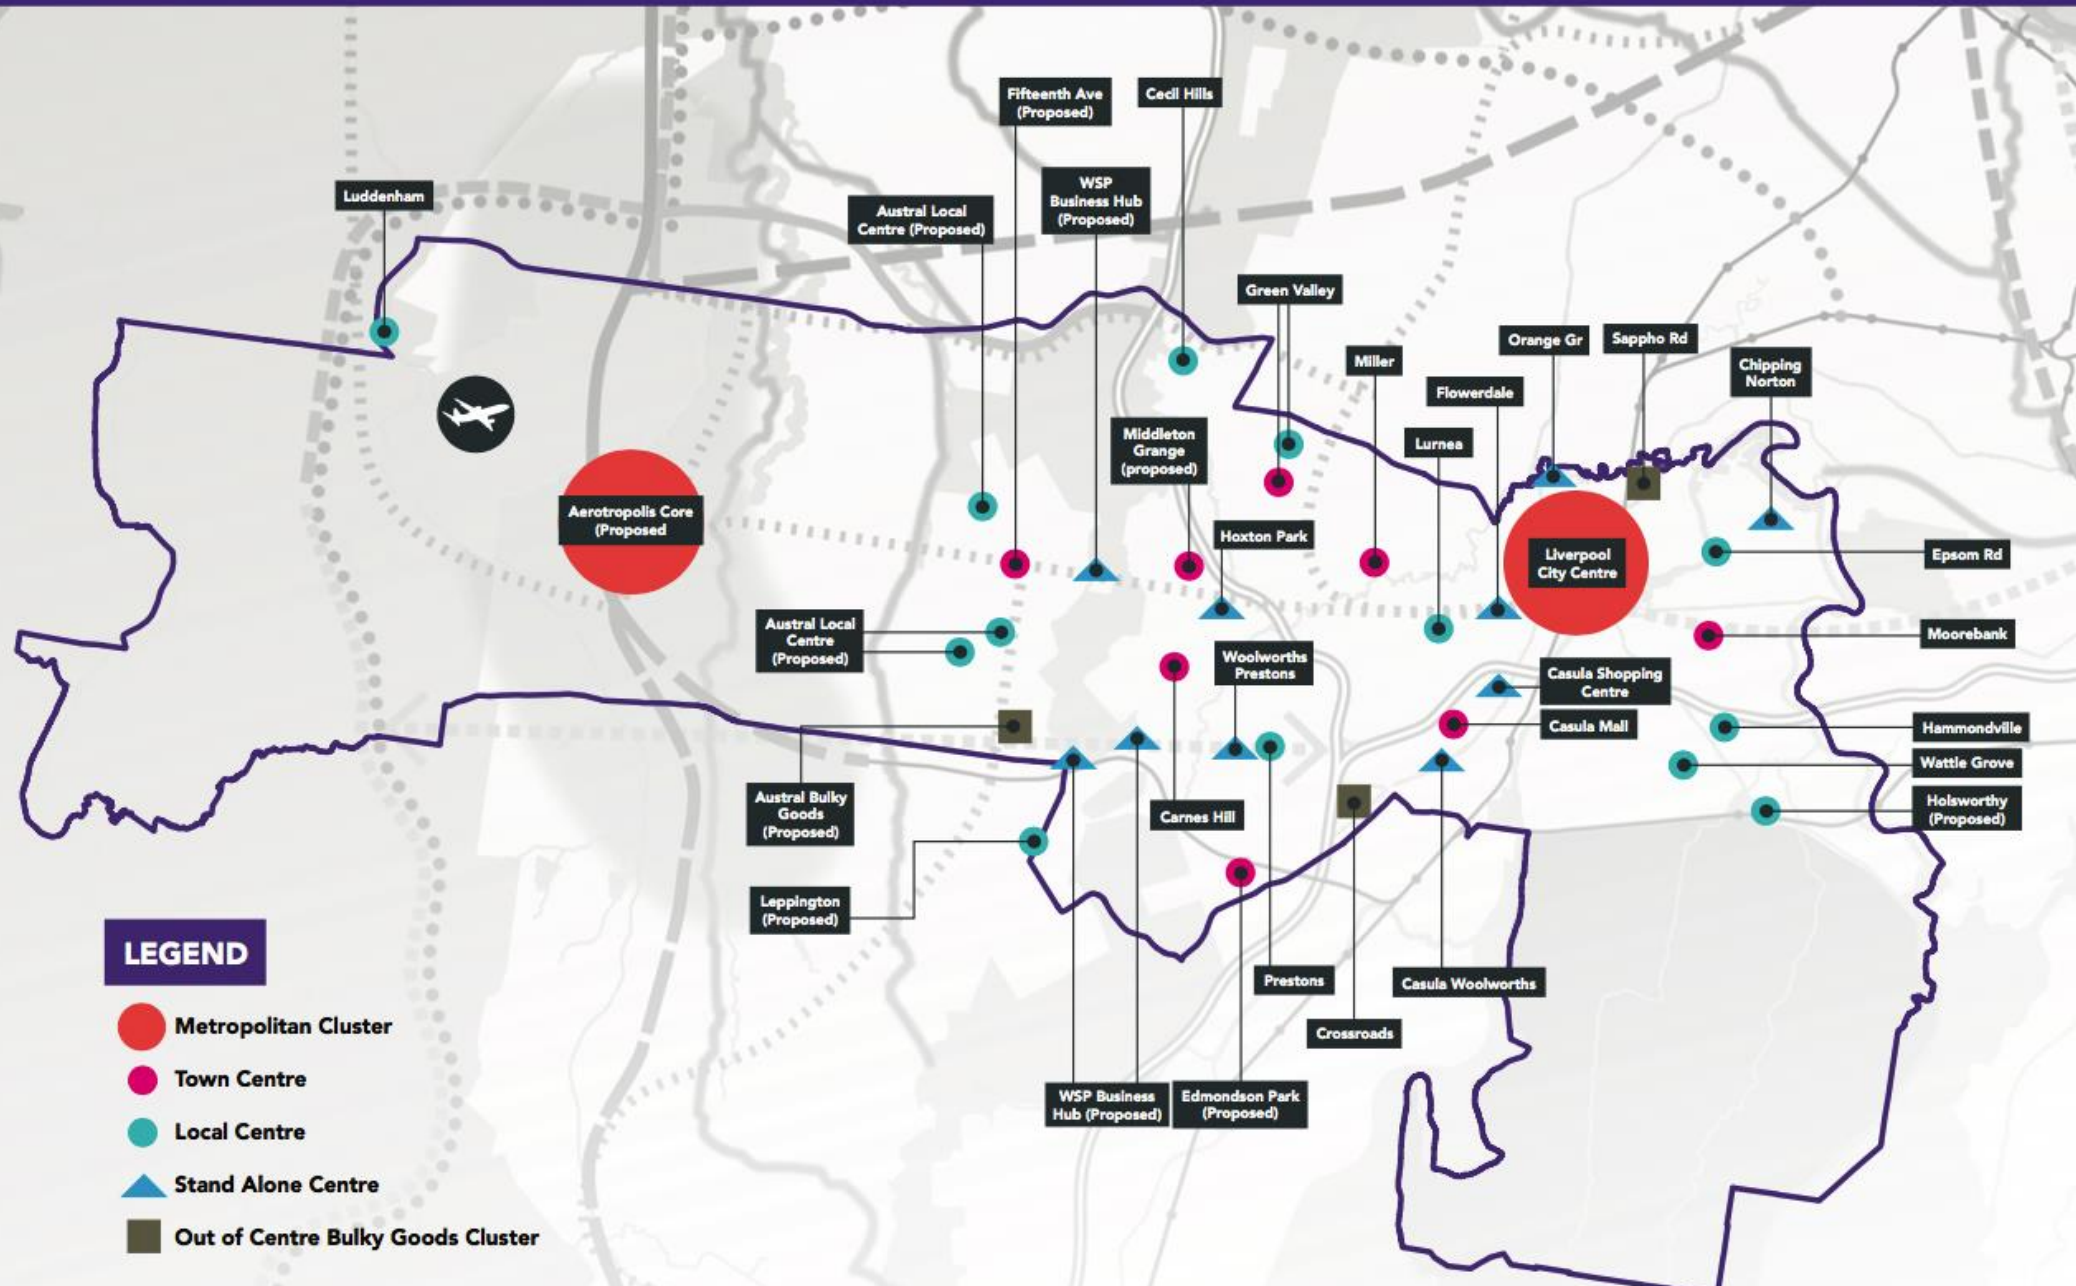 Fifteenth Ave
(Proposed)
Cecil Hills
Luddenham
WSP
Business Hub
(Proposed)
Austral Local
Centre (Proposed)
Green Valley
Orange Gr
Sappho Rd
Miller
Chipping
Norton
Flowerdale
Middleton
Grange
(proposed)
Lurnea
Aerotropolis Core
(Proposed
Hoxton Park
Liverpool
City Centre
Epsom Rd
Austral Local
Centre
(Proposed)
Moorebank
Woolworths
Prestons
Casula Shopping
Centre
Casula Mall
Hammondville
Wattle Grove
Austral Bulky
Goods
(Proposed)
Carnes Hill
Holsworthy
(Proposed)
Leppington
(Proposed)
Prestons
Casula Woolworths
Crossroads
WSP Business
Hub (Proposed)
Edmondson Park
(Proposed)
LEGEND
Metropolitan Cluster
Town Centre
Local Centre
Stand Alone Centre
Out of Centre Bulky Goods Cluster